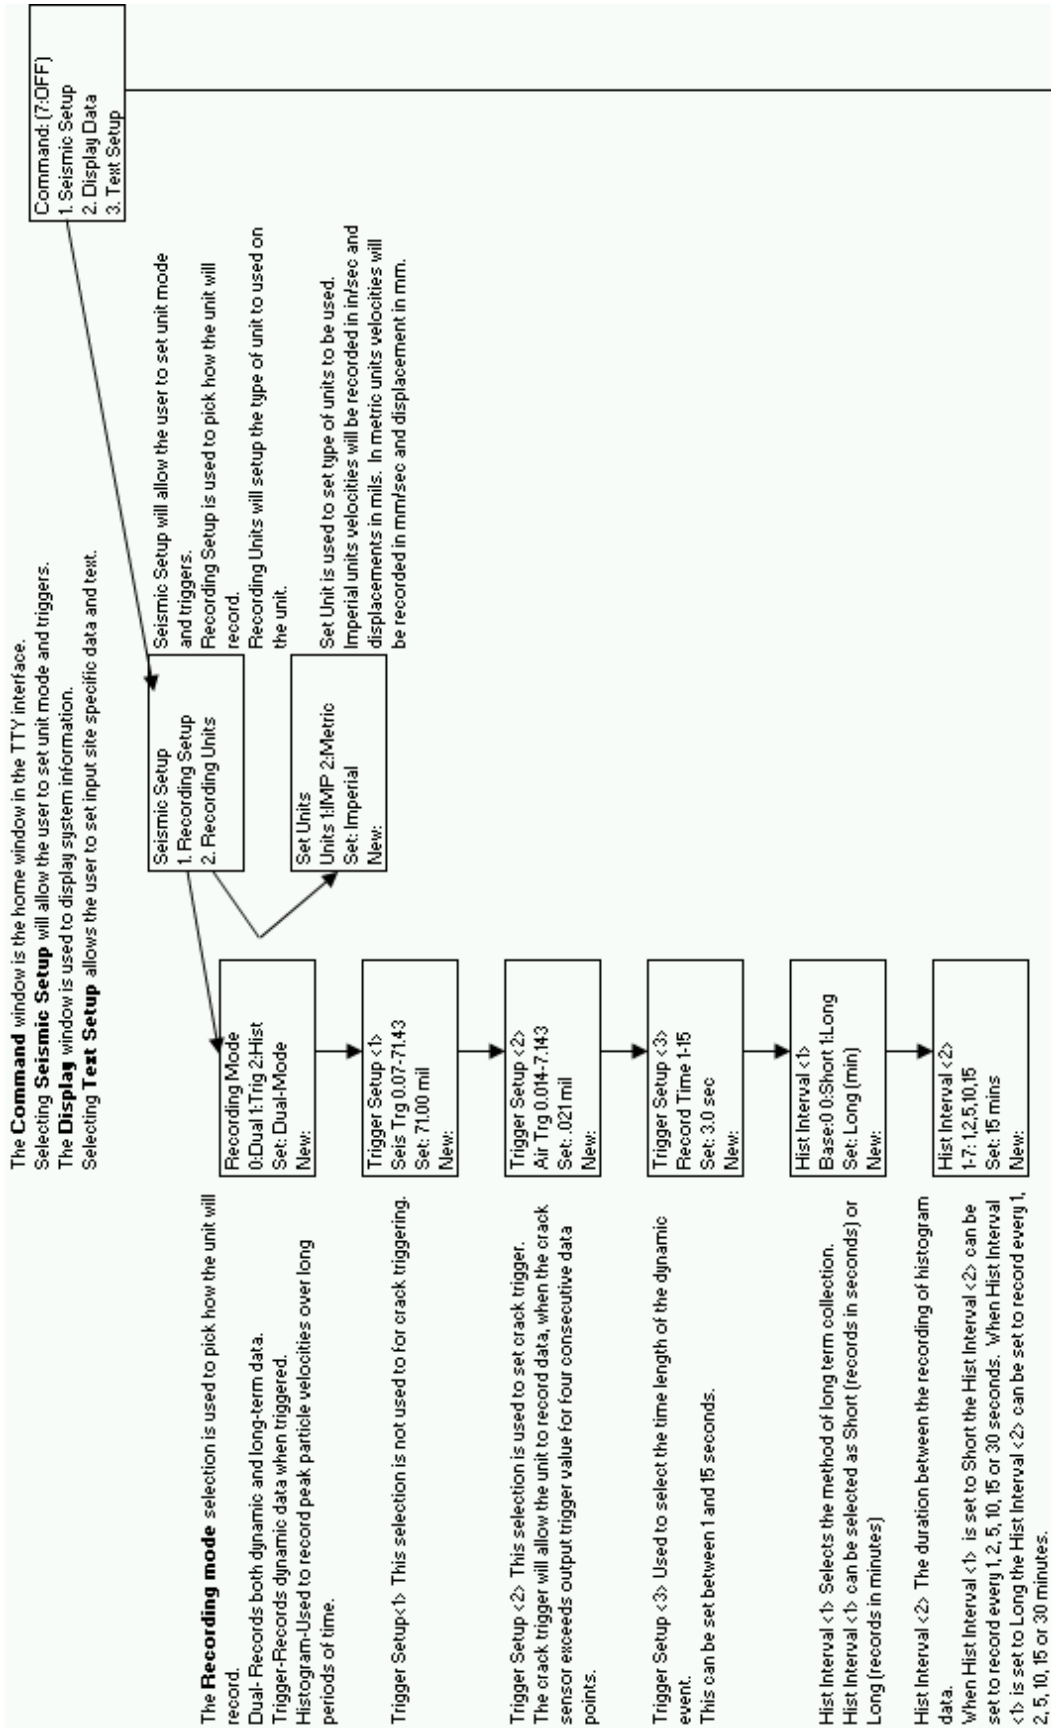 The Command window is the home window in the TTY interface.
Selecting Seismic Setup will allow the user to set unit mode and triggers.
The Display window is used to display system information.
Selecting Text Setup allows the user to set input site specific data and text.
Command: (7:OFF)
1. Seismic Setup
2. Display Data
3. Text Setup
Seismic Setup
1. Recording Setup
2. Recording Units
Seismic Setup will allow the user to set unit mode
and triggers.
Recording Setup is used to pick how the unit will
record.
Recording Units will setup the type of unit to used on
the unit.
Set Units
Units 1:IMP 2:Metric
Set: Imperial
New:
Set Unit is used to set type of units to be used.
Imperial units velocities will be recorded in in/sec and
displacements in mils. In metric units velocities will
be recorded in mm/sec and displacement in mm.
The Recording mode selection is used to pick how the unit will
record.
Dual- Records both dynamic and long-term data.
Trigger-Records dynamic data when triggered.
Histogram-Used to record peak particle velocities over long
periods of time.
Recording Mode
0:Dual 1:Trig 2:Hist
Set: Dual-Mode
New:
Trigger Setup<1> This selection is not used to for crack triggering.
Trigger Setup <1>
Seis Trg 0.07-71.43
Set: 71.00 mil
New:
Trigger Setup <2> This selection is used to set crack trigger.
The crack trigger will allow the unit to record data, when the crack
sensor exceeds output trigger value for four consecutive data
points.
Trigger Setup <2>
Air Trg 0.014-7.143
Set: .021 mil
New:
Trigger Setup <3> Used to select the time length of the dynamic
event.
This can be set between 1 and 15 seconds.
Trigger Setup <3>
Record Time 1-15
Set: 3.0 sec
New:
Hist Interval <1> Selects the method of long term collection.
Hist Interval <1> can be selected as Short (records in seconds) or
Long (records in minutes)
Hist Interval <1>
Base:0 0:Short 1:Long
Set: Long (min)
New:
Hist Interval <2> The duration between the recording of histogram
data.
When Hist Interval <1> is set to Short the Hist Interval <2> can be
set to record every 1, 2, 5, 10, 15 or 30 seconds. When Hist Interval
<1> is set to Long the Hist Interval <2> can be set to record every 1,
2, 5, 10, 15 or 30 minutes.
Hist Interval <2>
1-7: 1,2,5,10,15
Set: 15 mins
New: